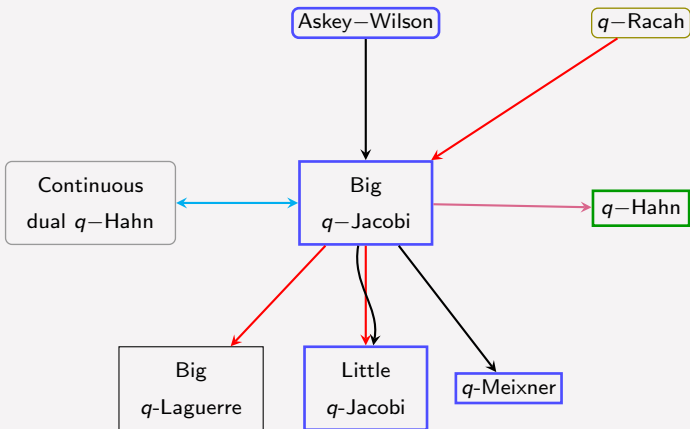 Askey−Wilson
q−Racah
Continuous
dual q−Hahn
Big
q−Jacobi
q−Hahn
Big
q-Laguerre
Little
q-Jacobi
q-Meixner